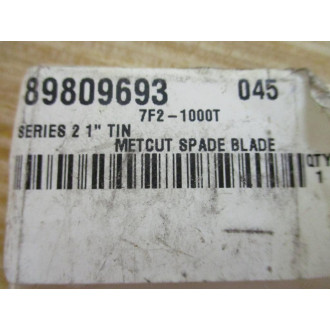 89809693 045
7F2-1000T
SERIES 2 1" TIN
METCUT SPADE BLADE
QTY
1